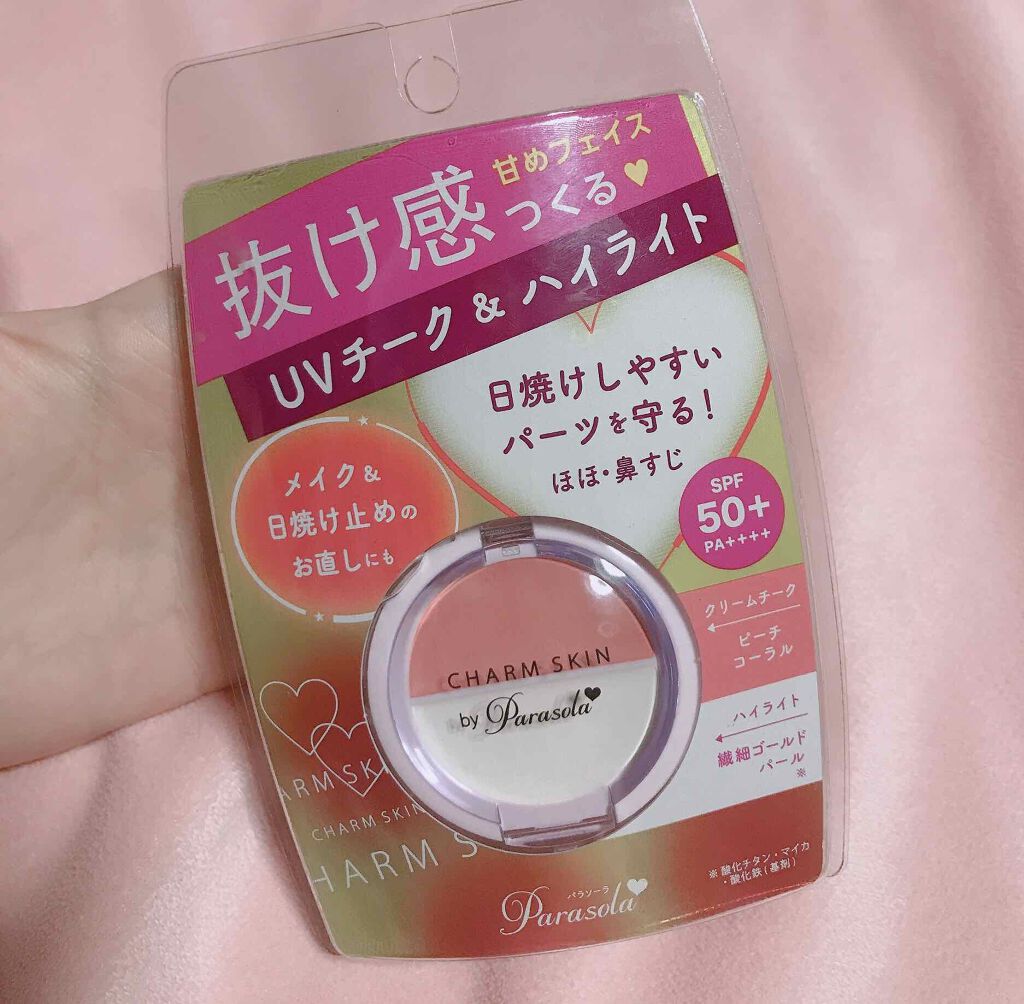 甘めフェイス
抜け感つくる♥
UVチーク & ハイライト
日焼けしやすい
パーツを守る!
ほほ・鼻すじ
メイク&
日焼け止めの
お直しにも
SPF
50+
PA++++
クリームチーク
ピーチ
コーラル
CHARM SKIN
by Parasola♥
ハイライト
繊細ゴールド
パール
※
ARM SKI
CHARM SKIN
HARM S
※酸化チタン・マイカ
・酸化鉄(基剤)
パラソーラ
Parasola♥